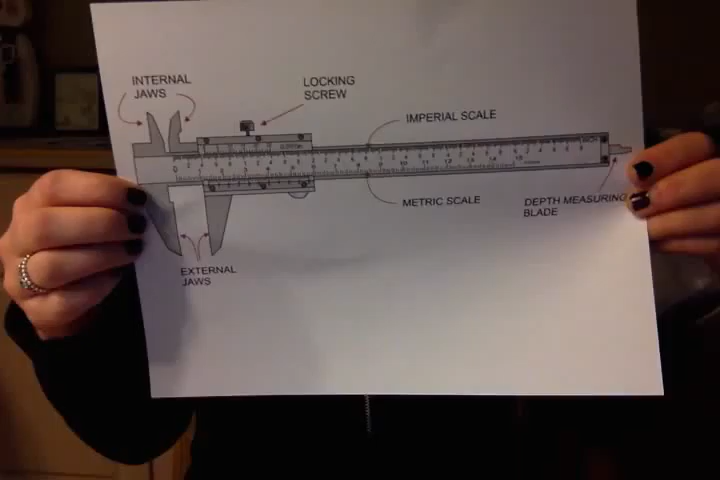 INTERNAL
JAWS
LOCKING
SCREW
IMPERIAL SCALE
METRIC SCALE
DEPTH MEASURING
BLADE
EXTERNAL
JAWS